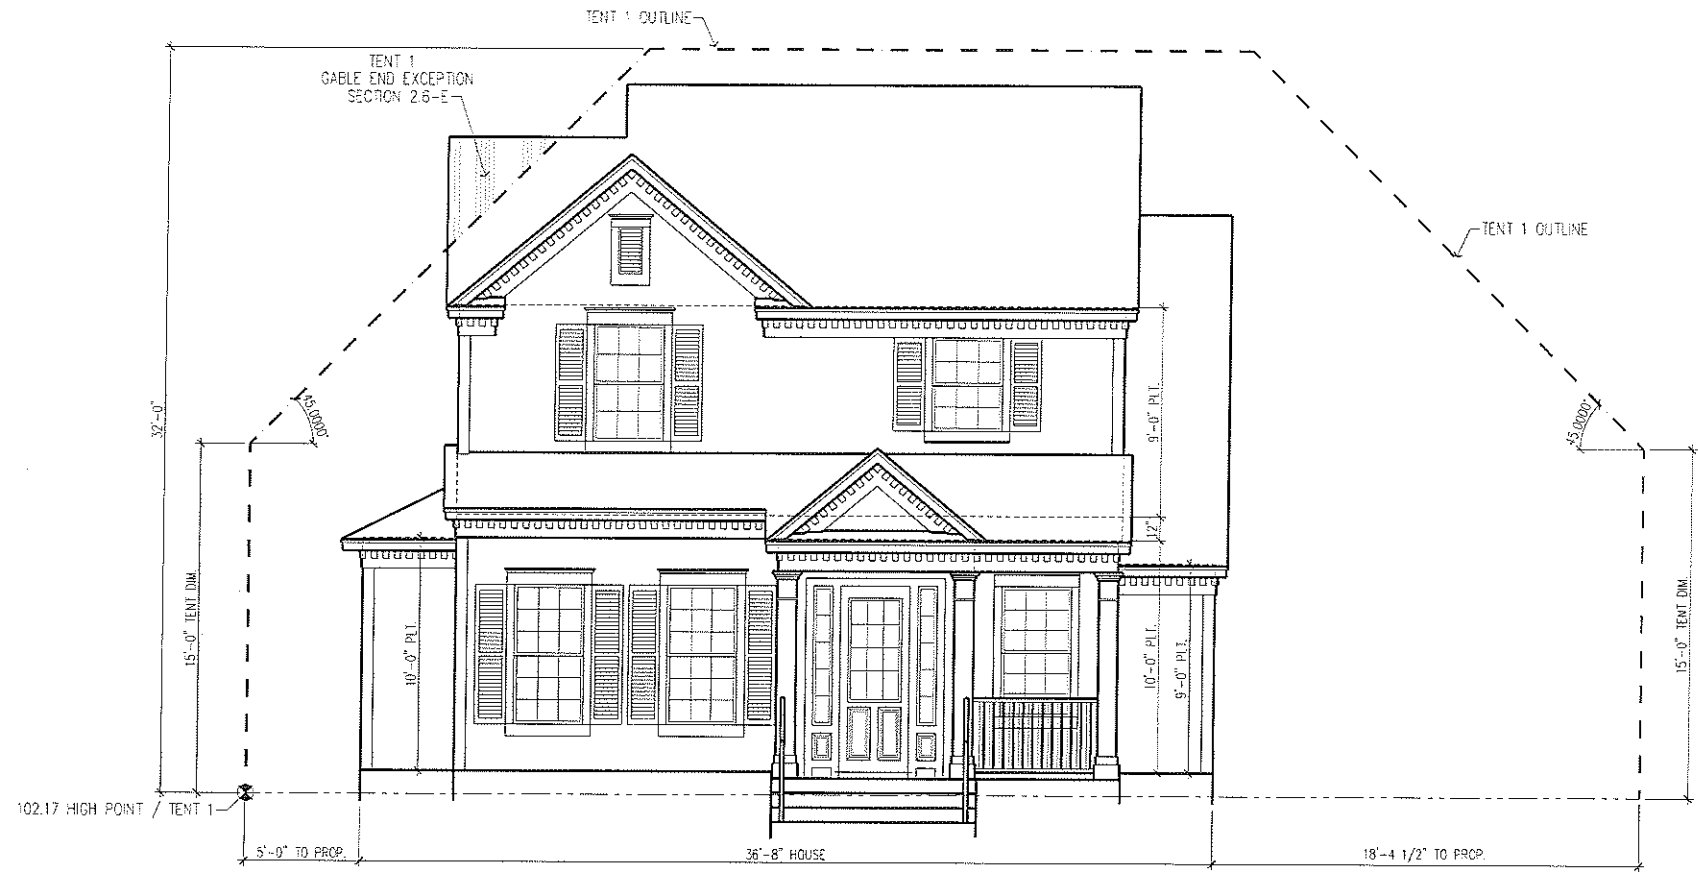 TENT 1 OUTLINE
TENT 1
GABLE END EXCEPTION
SECTION 2.6-E
TENT 1 OUTLINE
32'-0"
45.0000°
45.0000°
9'-0" PLT.
12"
15'-0" TENT DIM.
10'-0" PLT.
10'-0" PLT.
9'-0" PLT.
15'-0" TENT DIM.
102.17 HIGH POINT / TENT 1
5'-0" TO PROP.
36'-8" HOUSE
18'-4 1/2" TO PROP.